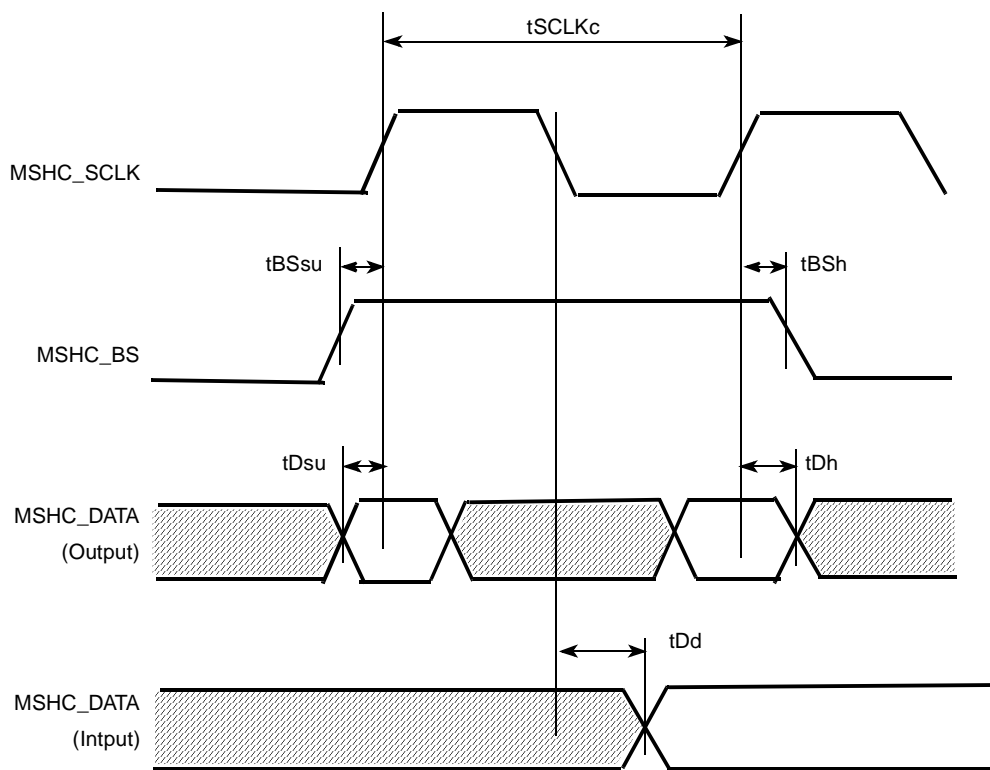 tSCLKc
MSHC_SCLK
tBSsu
tBSh
MSHC_BS
tDsu
tDh
MSHC_DATA
(Output)
tDd
MSHC_DATA
(Intput)